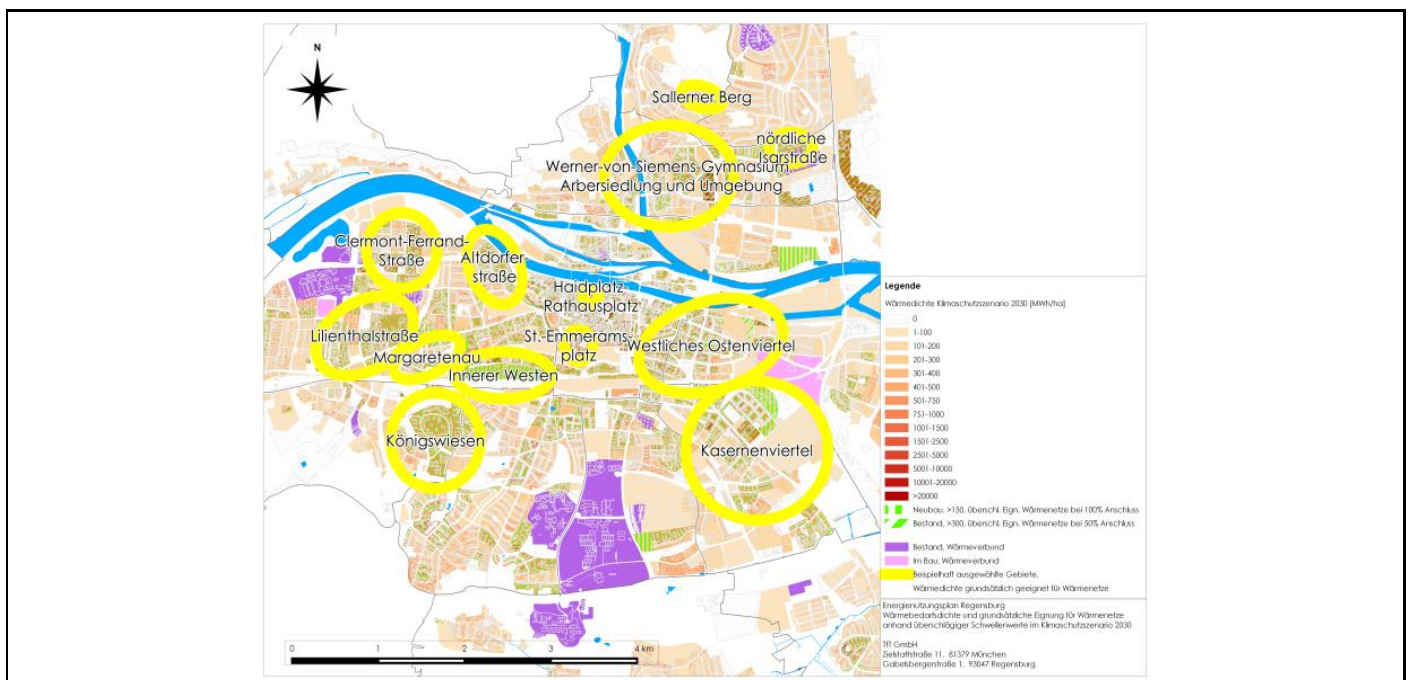 N
Sallerner Berg
nördliche
Isarstraße
Werner-von-Siemens-Gymnasium,
Arbersiedlung und Umgebung
Clermont-Ferrand-
Straße
Altdorfer
straße
Haidplatz
Rathausplatz
Lilienthalstraße
St.-Emmerams-
platz
Westliches Ostenviertel
Margaretenau
Innerer Westen
Königswiesen
Kasernenviertel
0 1 2 3 4 km
Legende
Wärmedichte Klimaschutzszenario 2030 [MWh/ha]
0
1-100
101-200
201-300
301-400
401-500
501-750
751-1000
1001-1500
1501-2500
2501-5000
5001-10000
10001-20000
>20000
Neubau, >150, überschl. Eign. Wärmenetze bei 100% Anschluss
Bestand, >300, überschl. Eign. Wärmenetze bei 50% Anschluss
Bestand, Wärmeverbund
Im Bau, Wärmeverbund
Beispielhaft ausgewählte Gebiete,
Wärmedichte grundsätzlich geeignet für Wärmenetze
Energienutzungsplan Regensburg
Wärmebedarfsdichte und grundsätzliche Eignung für Wärmenetze
anhand überschlägiger Schwellenwerte im Klimaschutzszenario 2030
GmbH
Zielstattstraße 11, 81379 München
Gabelsbergerstraße 1, 93047 Regensburg